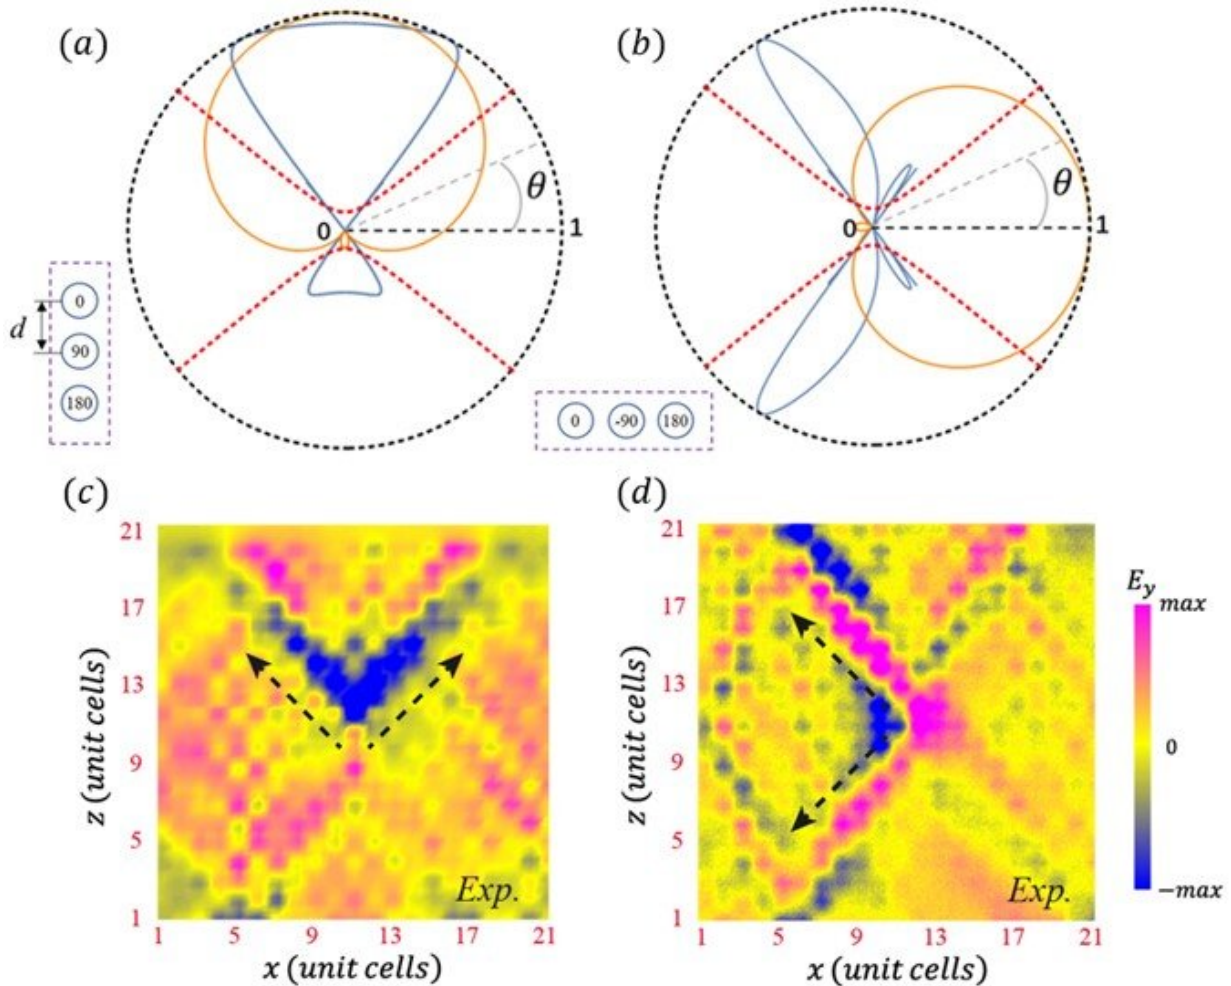 (a)
(b)
θ
θ
0
1
0
1
0
d
90
180
0
-90
180
(c)
(d)
21
17
13
9
5
1
z (unit cells)
Exp.
1
5
9
13
17
21
x (unit cells)
21
17
13
9
5
1
z (unit cells)
Exp.
1
5
9
13
17
21
x (unit cells)
E_y
max
0
−max